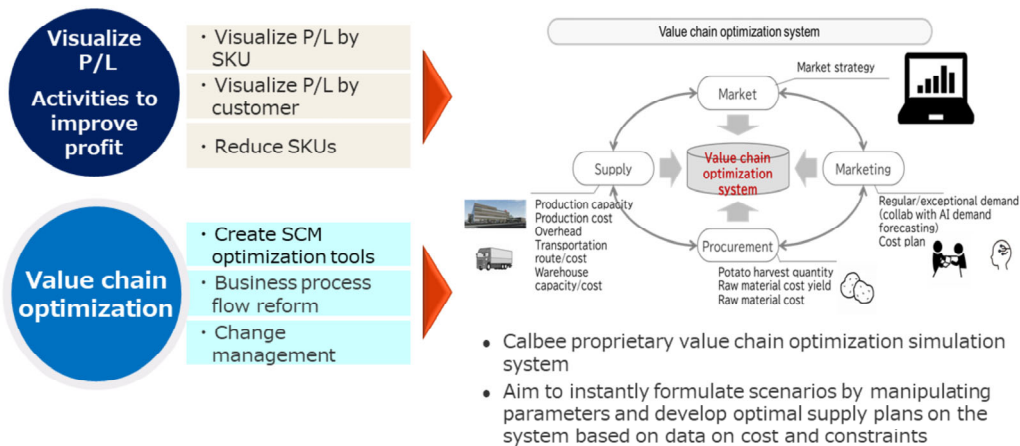 Visualize
P/L
Activities to
improve
profit
・Visualize P/L by
SKU
・Visualize P/L by
customer
・Reduce SKUs
Value chain
optimization
・Create SCM
optimization tools
・Business process
flow reform
・Change
management
Value chain optimization system
Market strategy
Market
Supply
Value chain
optimization
system
Marketing
Procurement
Production capacity
Production cost
Overhead
Transportation
route/cost
Warehouse
capacity/cost
Regular/exceptional demand
(collab with AI demand
forecasting)
Cost plan
Potato harvest quantity
Raw material cost yield
Raw material cost
• Calbee proprietary value chain optimization simulation
system
• Aim to instantly formulate scenarios by manipulating
parameters and develop optimal supply plans on the
system based on data on cost and constraints